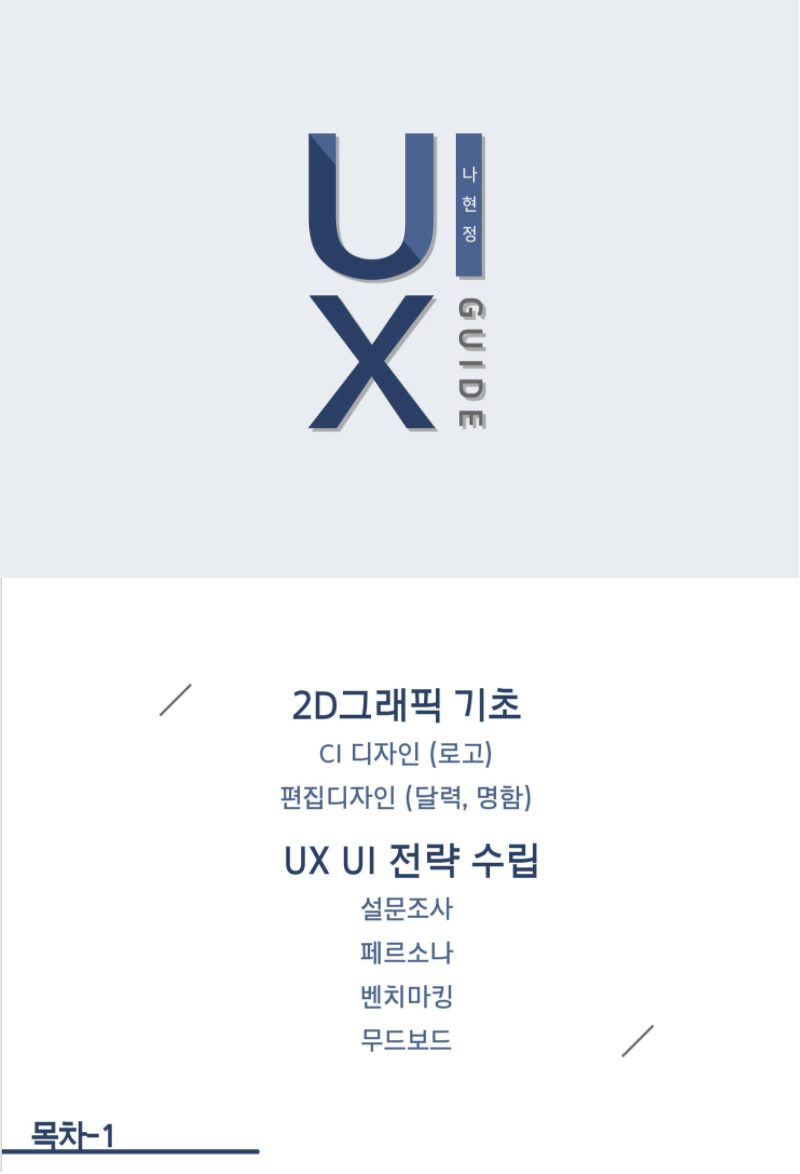 UI
나현정
X
GUIDE
2D그래픽 기초
CI 디자인 (로고)
편집디자인 (달력, 명함)
UX UI 전략 수립
설문조사
페르소나
벤치마킹
무드보드
목차-1